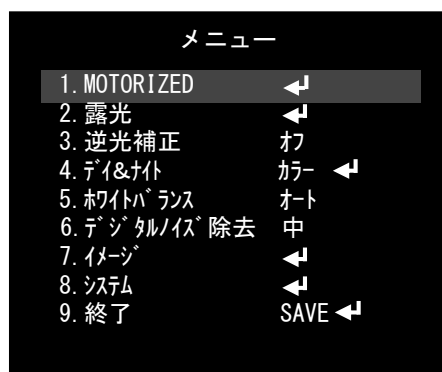 メニュー
1. MOTORIZED ↵
2. 露光 ↵
3. 逆光補正 オフ
4. ﾃﾞｲ&ﾅｲﾄ ｶﾗｰ ↵
5. ﾎﾜｲﾄﾊﾞﾗﾝｽ ｵｰﾄ
6. ﾃﾞｼﾞﾀﾙﾉｲｽﾞ除去 中
7. ｲﾒｰｼﾞ ↵
8. ｼｽﾃﾑ ↵
9. 終了 SAVE ↵